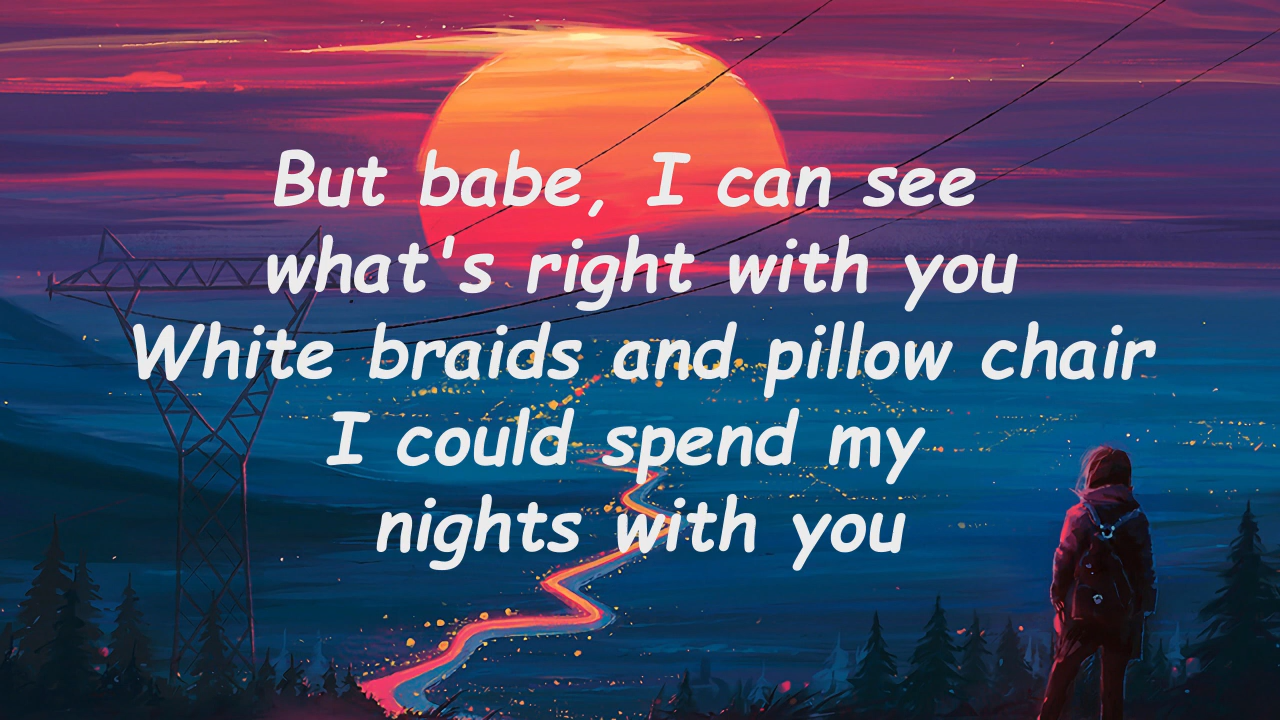 But babe, I can see
what's right with you
White braids and pillow chair
I could spend my
nights with you